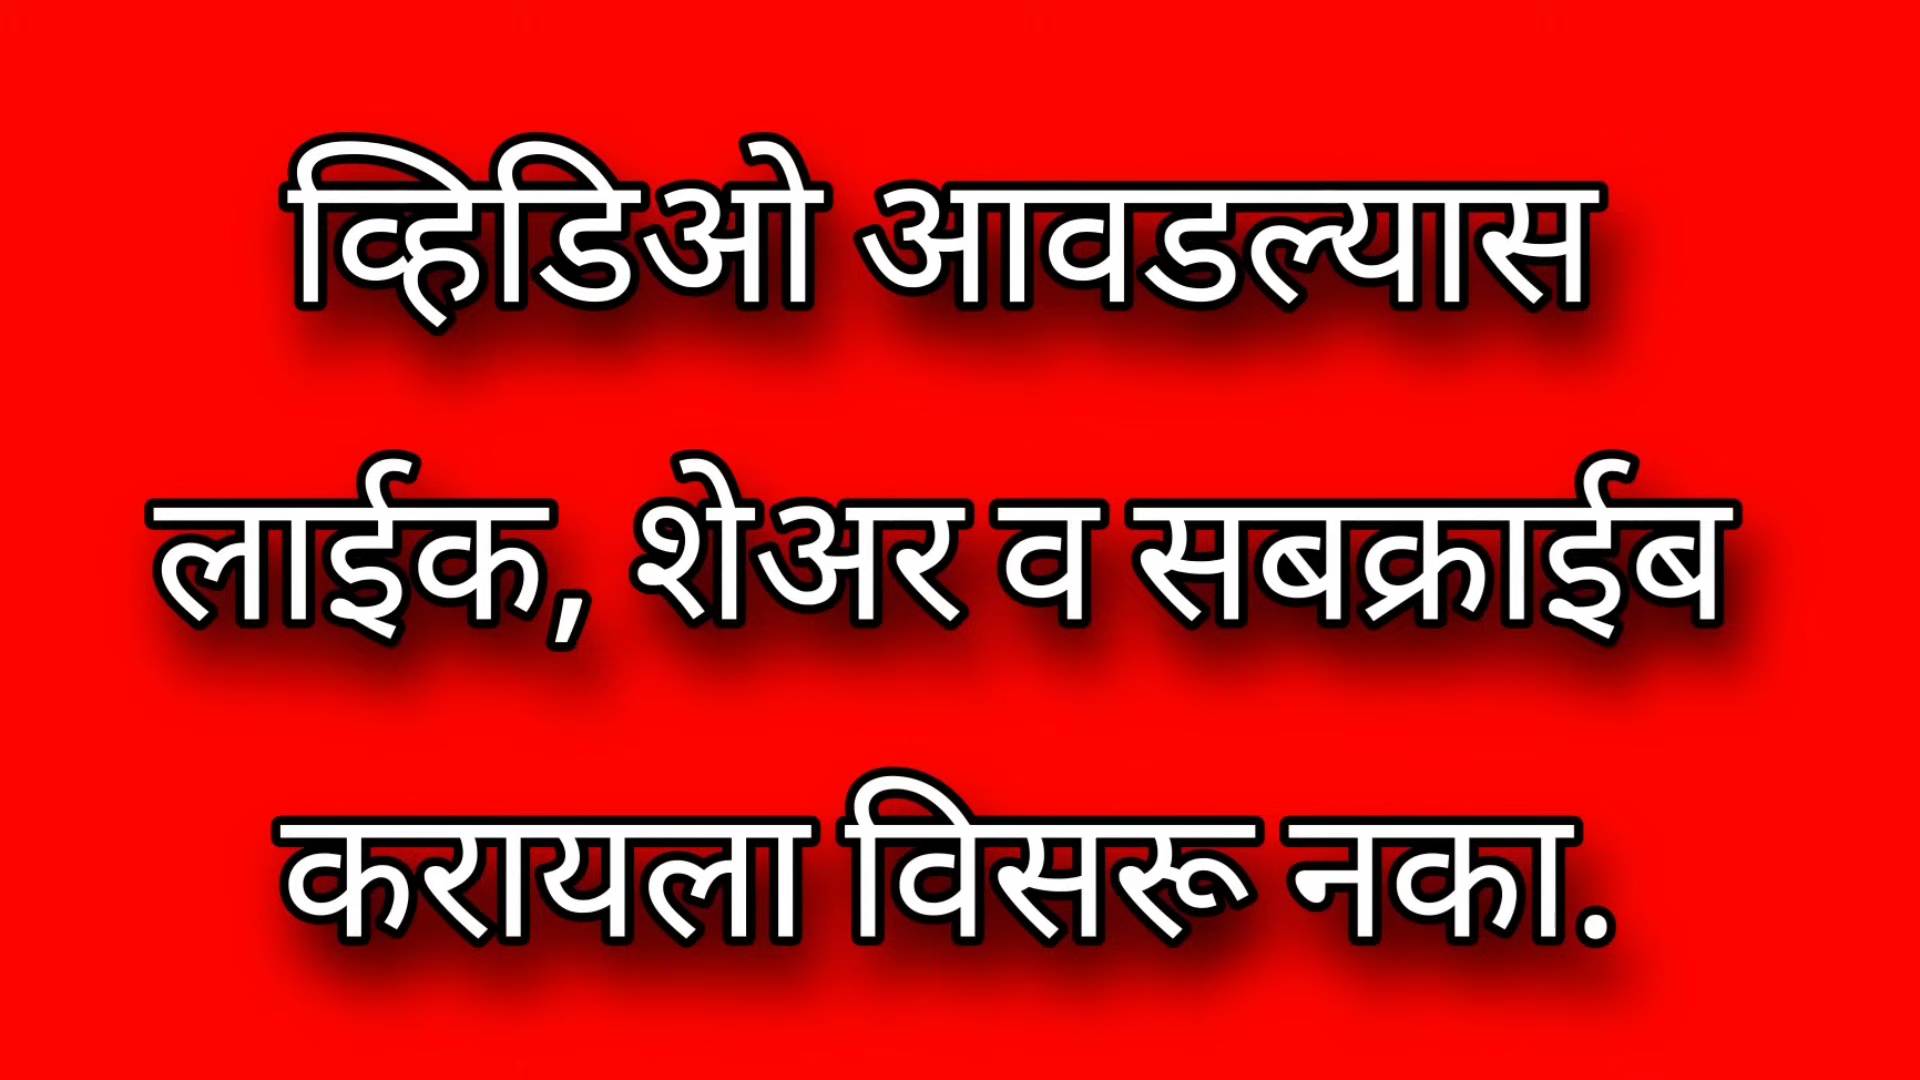 व्हिडिओ आवडल्यास
लाईक, शेअर व सबक्राईब
करायला विसरू नका.